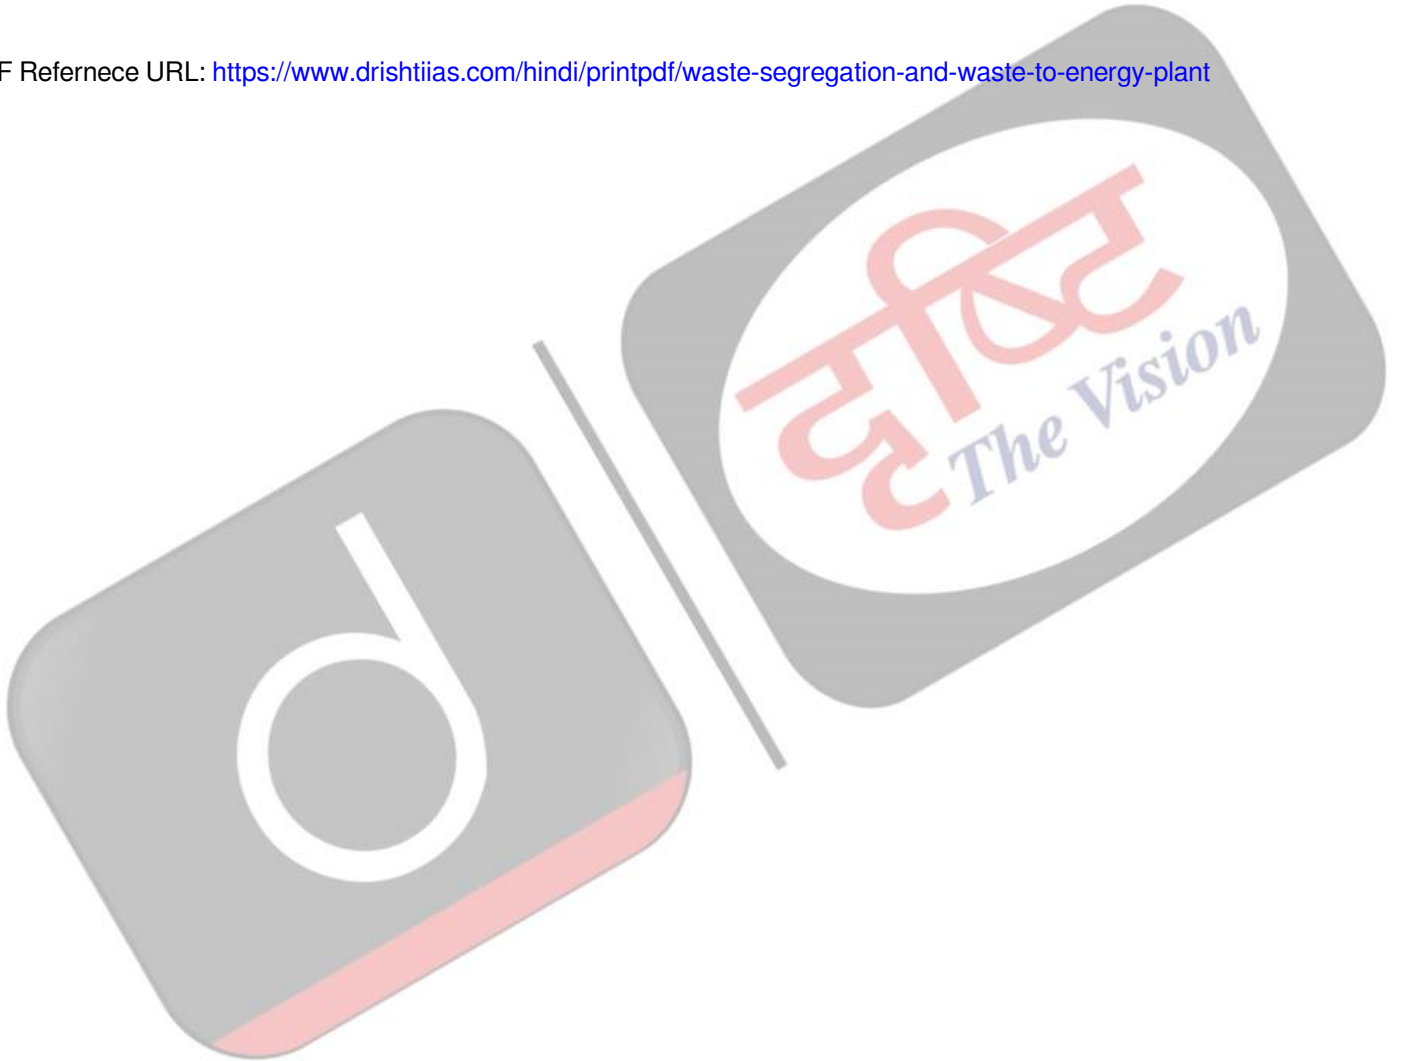 F Refernece URL: https://www.drishtiias.com/hindi/printpdf/waste-segregation-and-waste-to-energy-plant
दृष्टि
The Vision
d